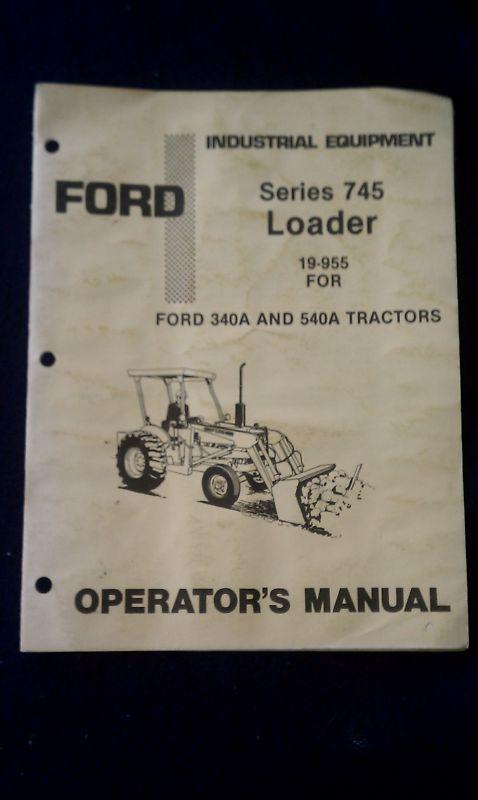 INDUSTRIAL EQUIPMENT
FORD
Series 745
Loader
19-955
FOR
FORD 340A AND 540A TRACTORS
OPERATOR'S MANUAL